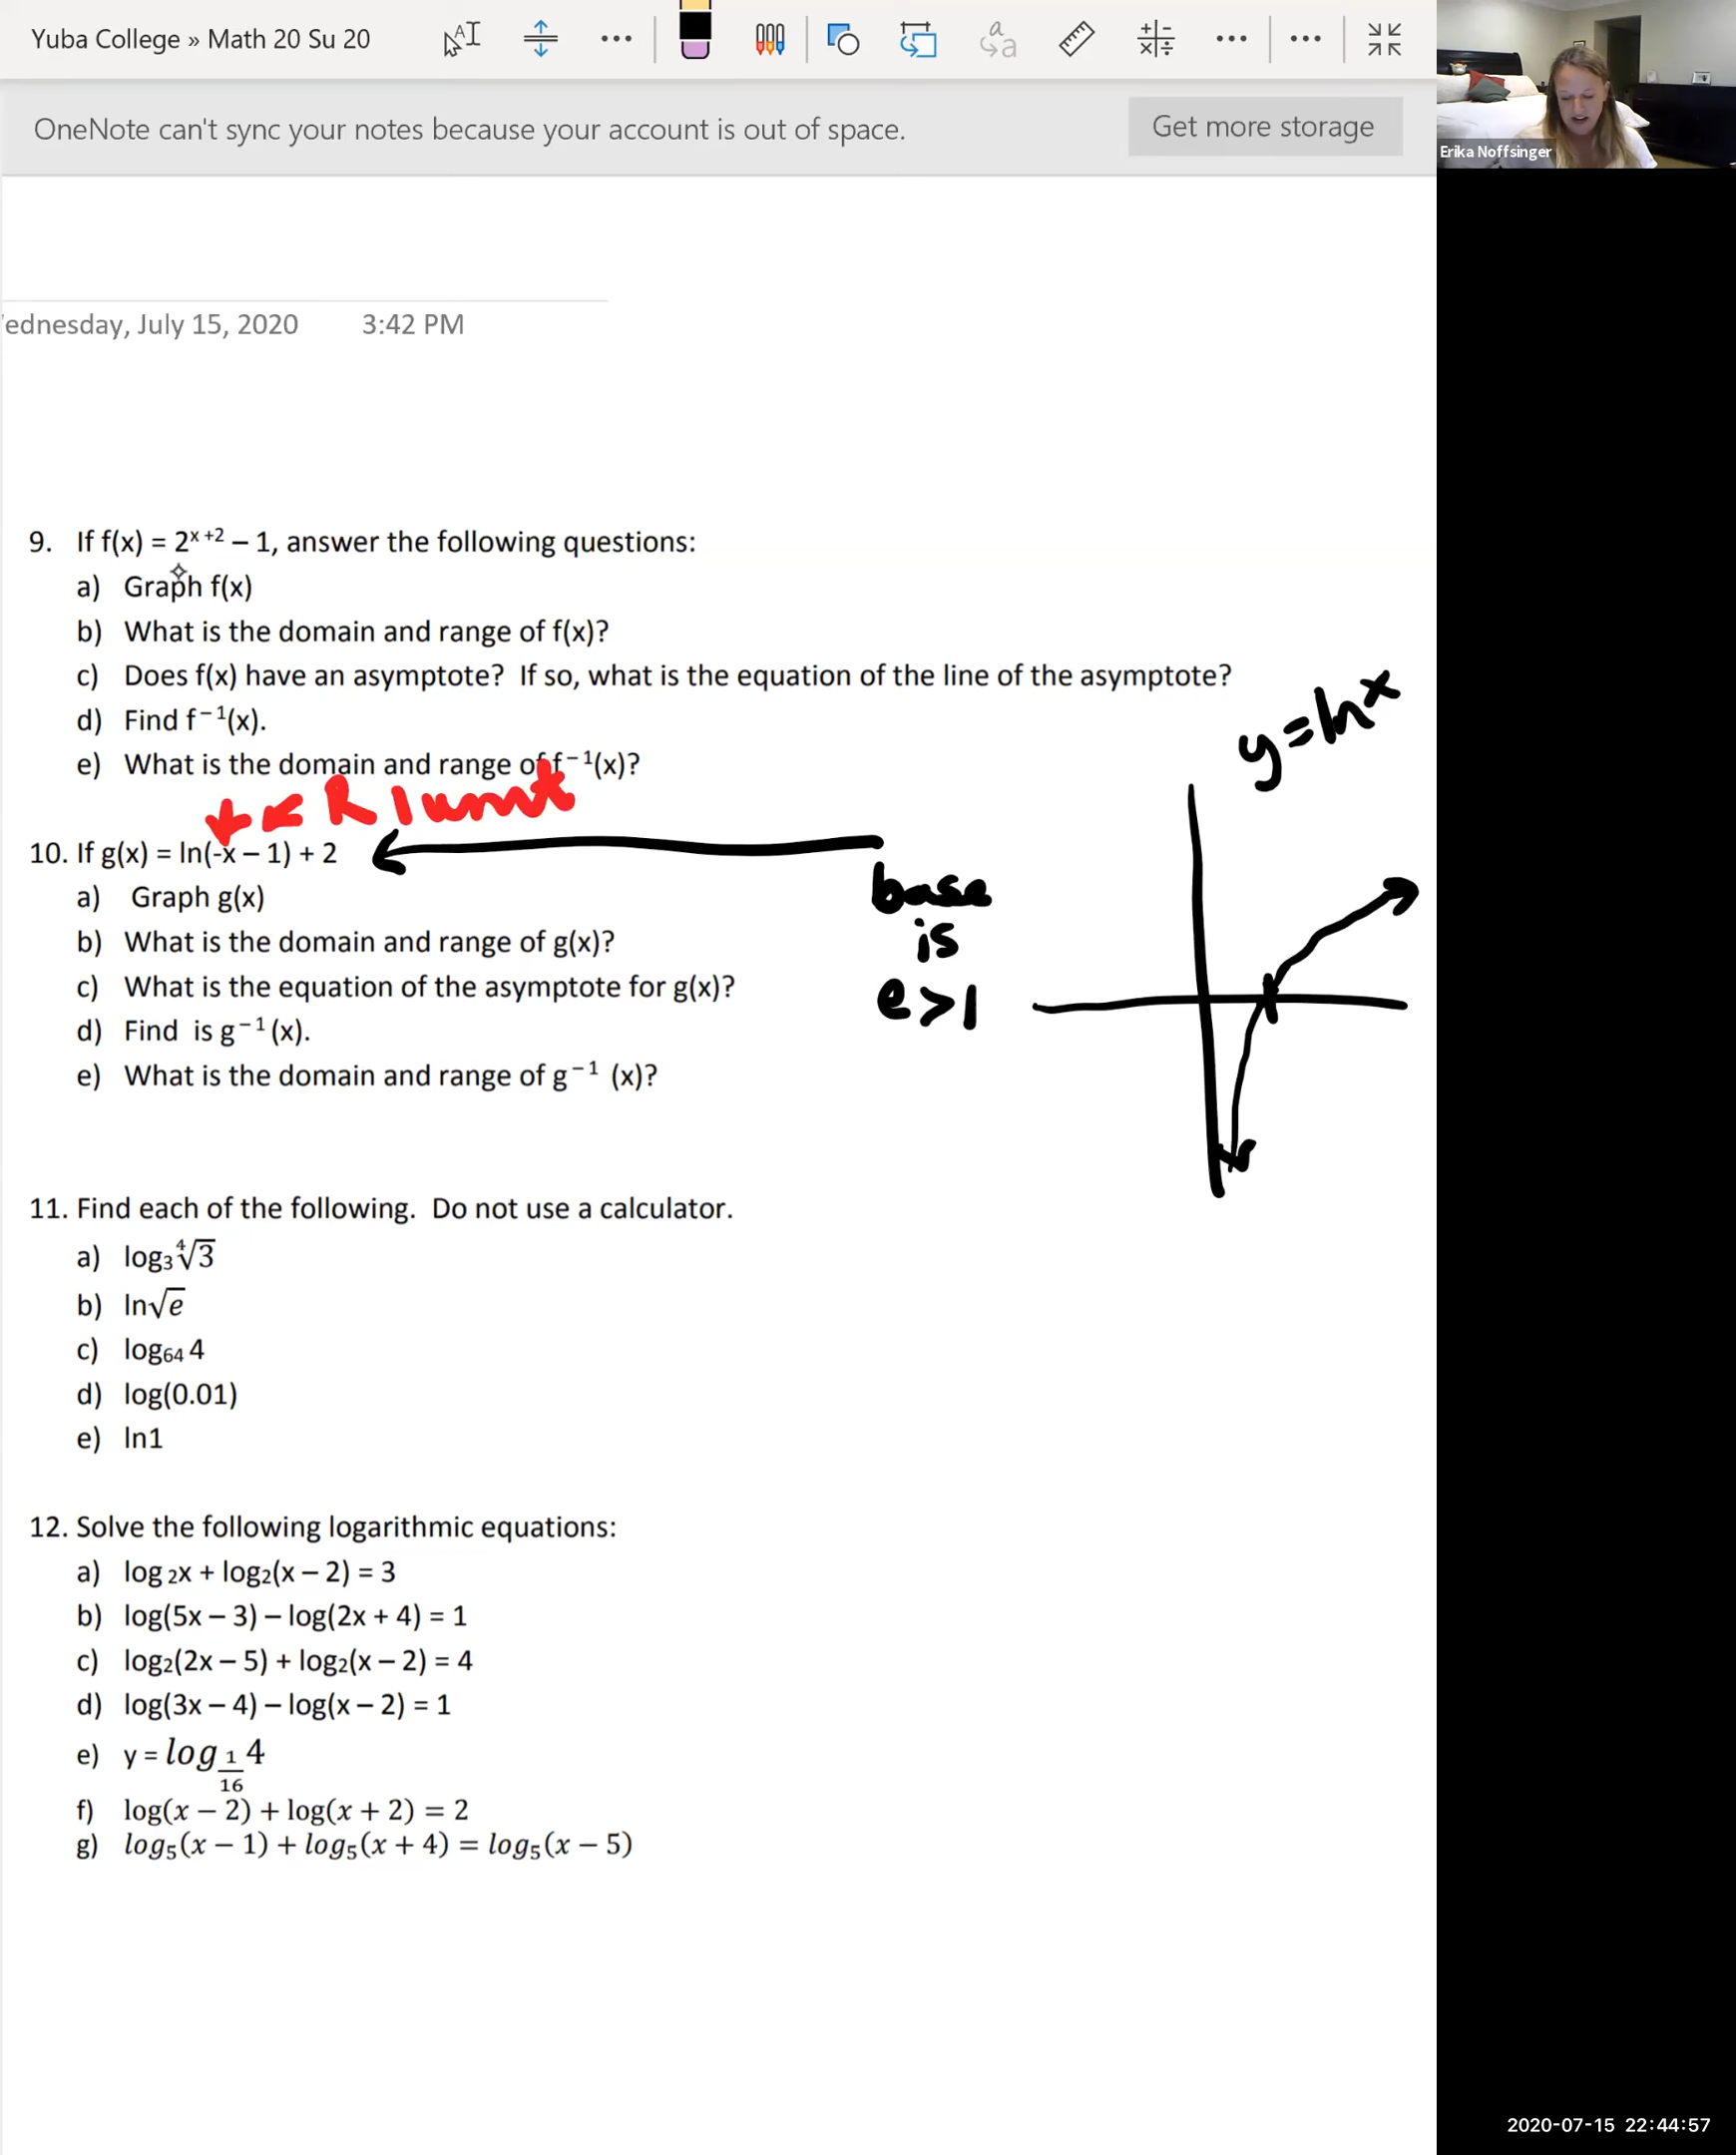 Yuba College » Math 20 Su 20
OneNote can't sync your notes because your account is out of space.
Get more storage
Erika Noffsinger
ednesday, July 15, 2020 3:42 PM
9. If f(x) = 2ˣ⁺² – 1, answer the following questions:
a) Graph f(x)
b) What is the domain and range of f(x)?
c) Does f(x) have an asymptote? If so, what is the equation of the line of the asymptote?
d) Find f⁻¹(x).
e) What is the domain and range of f⁻¹(x)?
y = ln x
R 1 unit
10. If g(x) = ln(-x – 1) + 2
a) Graph g(x)
b) What is the domain and range of g(x)?
c) What is the equation of the asymptote for g(x)?
d) Find is g⁻¹ (x).
e) What is the domain and range of g⁻¹ (x)?
base
is
e > 1
11. Find each of the following. Do not use a calculator.
a) log₃⁴√3
b) ln√e
c) log₆₄ 4
d) log(0.01)
e) ln1
12. Solve the following logarithmic equations:
a) log ₂x + log₂(x – 2) = 3
b) log(5x – 3) – log(2x + 4) = 1
c) log₂(2x – 5) + log₂(x – 2) = 4
d) log(3x – 4) – log(x – 2) = 1
e) y = log_(1/16) 4
f) log(x − 2) + log(x + 2) = 2
g) log₅(x − 1) + log₅(x + 4) = log₅(x − 5)
2020-07-15 22:44:57